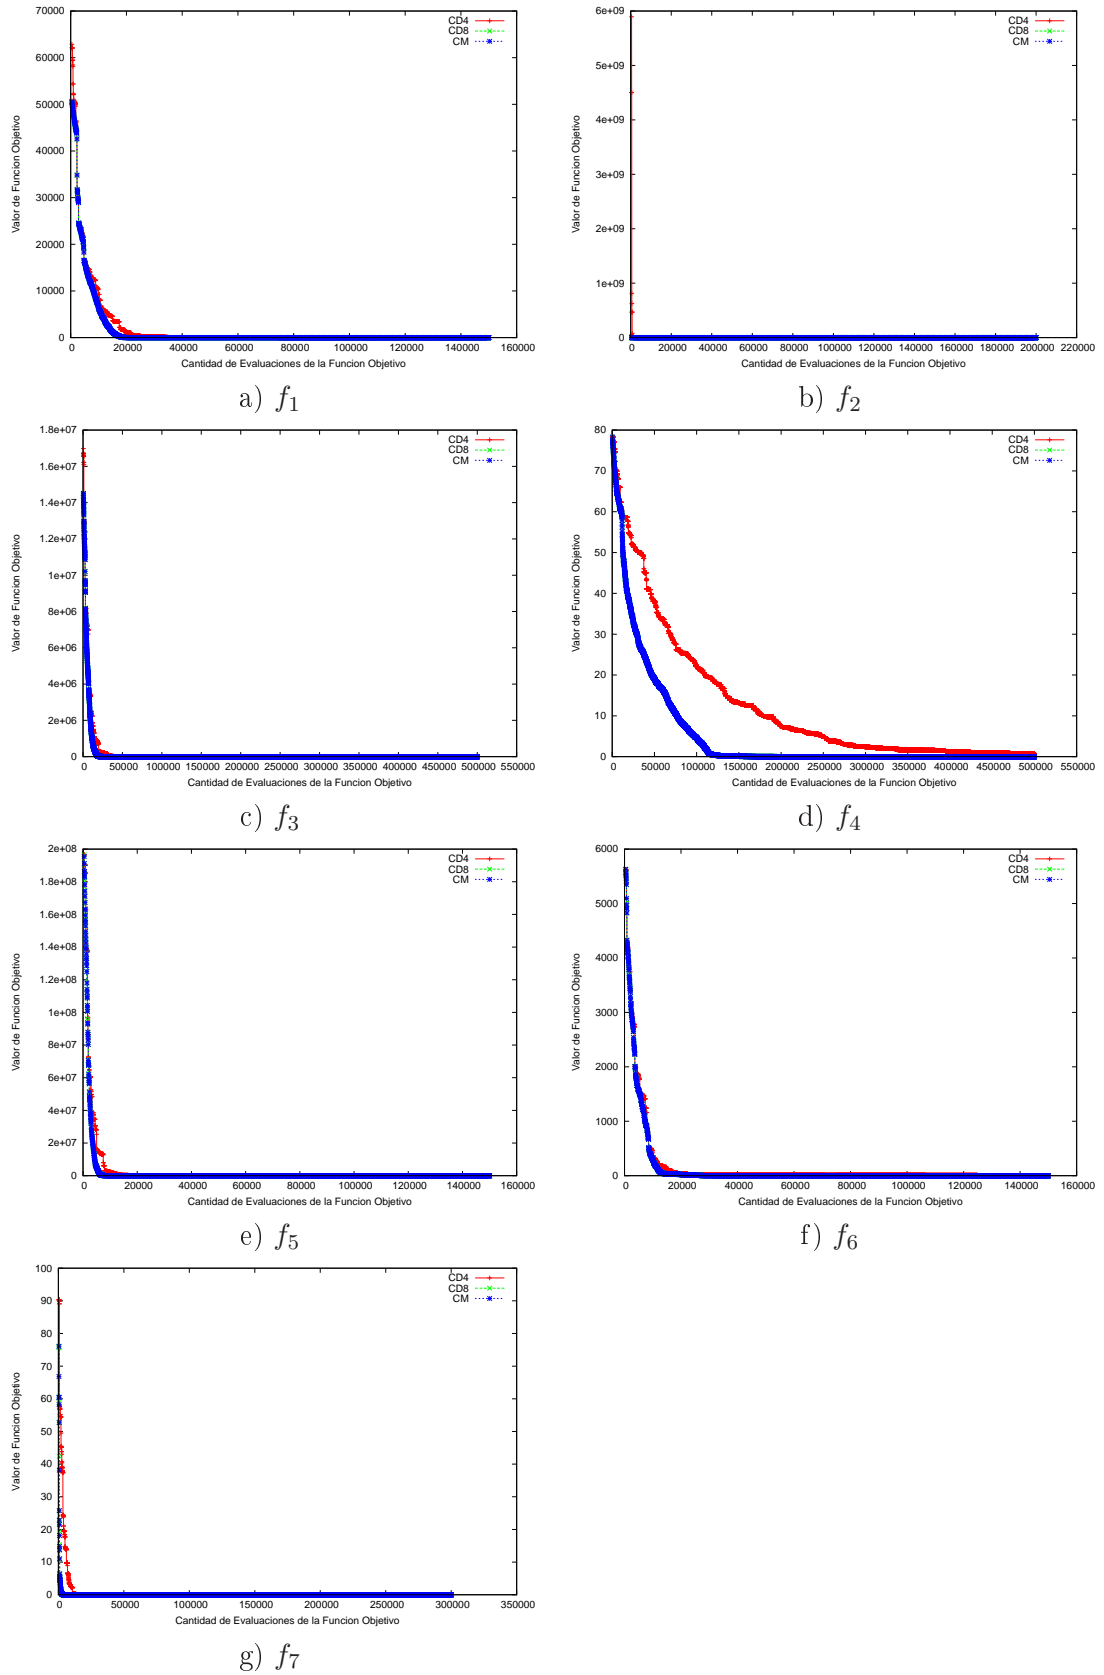 CD4
CD8
CM
70000
60000
50000
40000
30000
20000
10000
0
Valor de Funcion Objetivo
0 20000 40000 60000 80000 100000 120000 140000 160000
Cantidad de Evaluaciones de la Funcion Objetivo
a) f1
CD4
CD8
CM
6e+09
5e+09
4e+09
3e+09
2e+09
1e+09
0
Valor de Funcion Objetivo
0 20000 40000 60000 80000 100000 120000 140000 160000 180000 200000 220000
Cantidad de Evaluaciones de la Funcion Objetivo
b) f2
CD4
CD8
CM
1.8e+07
1.6e+07
1.4e+07
1.2e+07
1e+07
8e+06
6e+06
4e+06
2e+06
0
Valor de Funcion Objetivo
0 50000 100000 150000 200000 250000 300000 350000 400000 450000 500000 550000
Cantidad de Evaluaciones de la Funcion Objetivo
c) f3
CD4
CD8
CM
80
70
60
50
40
30
20
10
0
Valor de Funcion Objetivo
0 50000 100000 150000 200000 250000 300000 350000 400000 450000 500000 550000
Cantidad de Evaluaciones de la Funcion Objetivo
d) f4
CD4
CD8
CM
2e+08
1.8e+08
1.6e+08
1.4e+08
1.2e+08
1e+08
8e+07
6e+07
4e+07
2e+07
0
Valor de Funcion Objetivo
0 20000 40000 60000 80000 100000 120000 140000 160000
Cantidad de Evaluaciones de la Funcion Objetivo
e) f5
CD4
CD8
CM
6000
5000
4000
3000
2000
1000
0
Valor de Funcion Objetivo
0 20000 40000 60000 80000 100000 120000 140000 160000
Cantidad de Evaluaciones de la Funcion Objetivo
f) f6
CD4
CD8
CM
100
90
80
70
60
50
40
30
20
10
0
Valor de Funcion Objetivo
0 50000 100000 150000 200000 250000 300000 350000
Cantidad de Evaluaciones de la Funcion Objetivo
g) f7